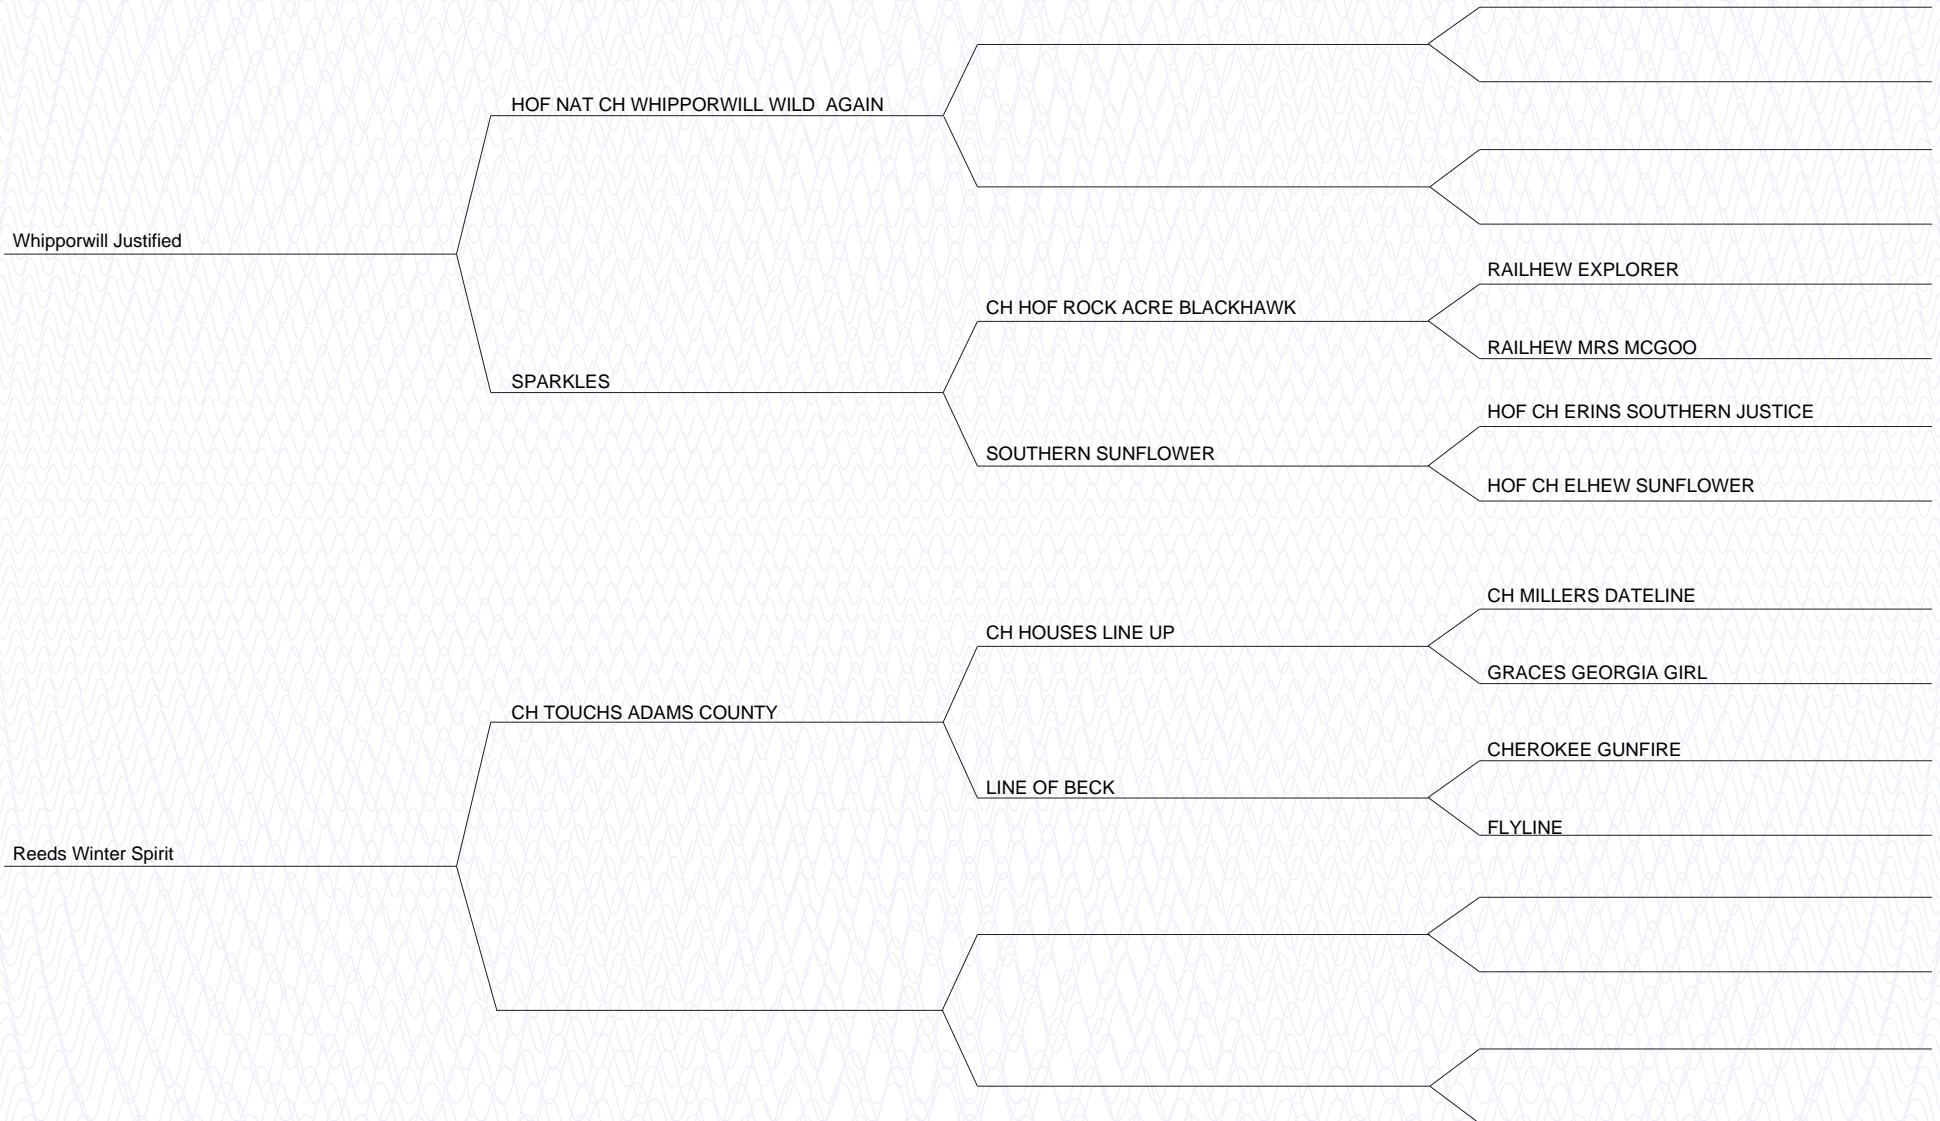 HOF NAT CH WHIPPORWILL WILD  AGAIN
Whipporwill Justified
RAILHEW EXPLORER
CH HOF ROCK ACRE BLACKHAWK
RAILHEW MRS MCGOO
SPARKLES
HOF CH ERINS SOUTHERN JUSTICE
SOUTHERN SUNFLOWER
HOF CH ELHEW SUNFLOWER
CH MILLERS DATELINE
CH HOUSES LINE UP
GRACES GEORGIA GIRL
CH TOUCHS ADAMS COUNTY
CHEROKEE GUNFIRE
LINE OF BECK
FLYLINE
Reeds Winter Spirit